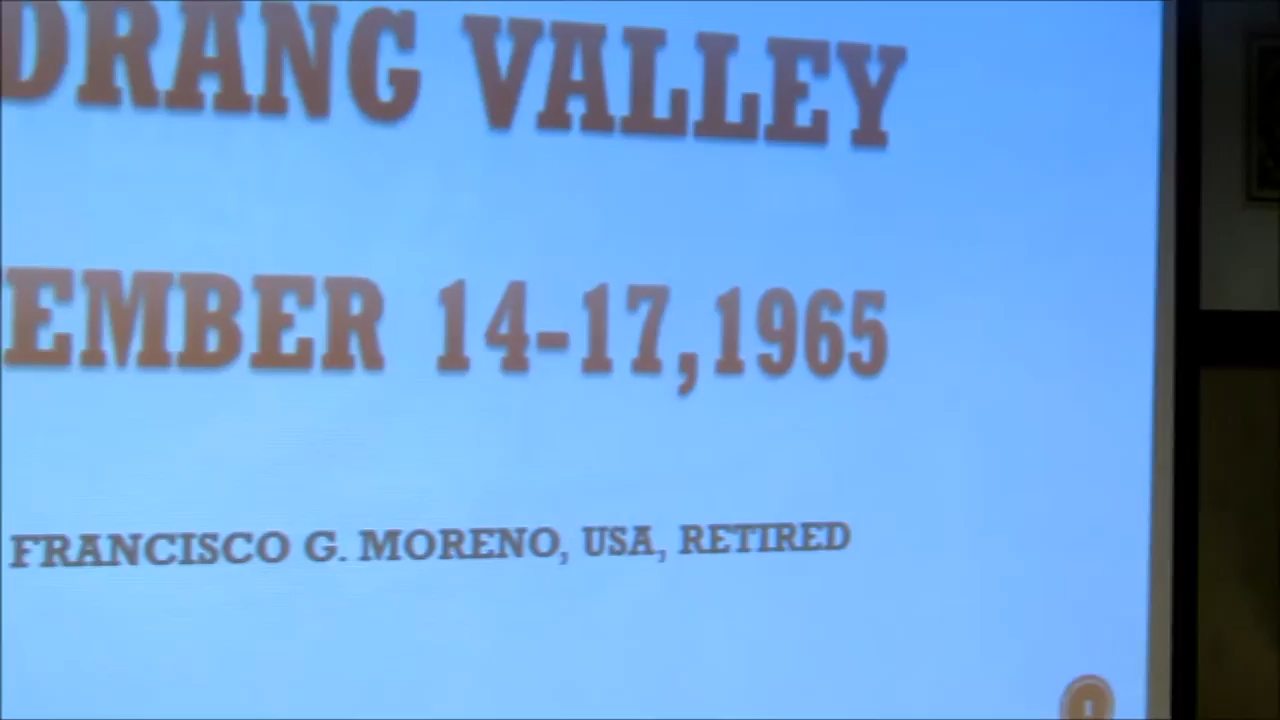 DRANG VALLEY
EMBER 14-17,1965
FRANCISCO G. MORENO, USA, RETIRED